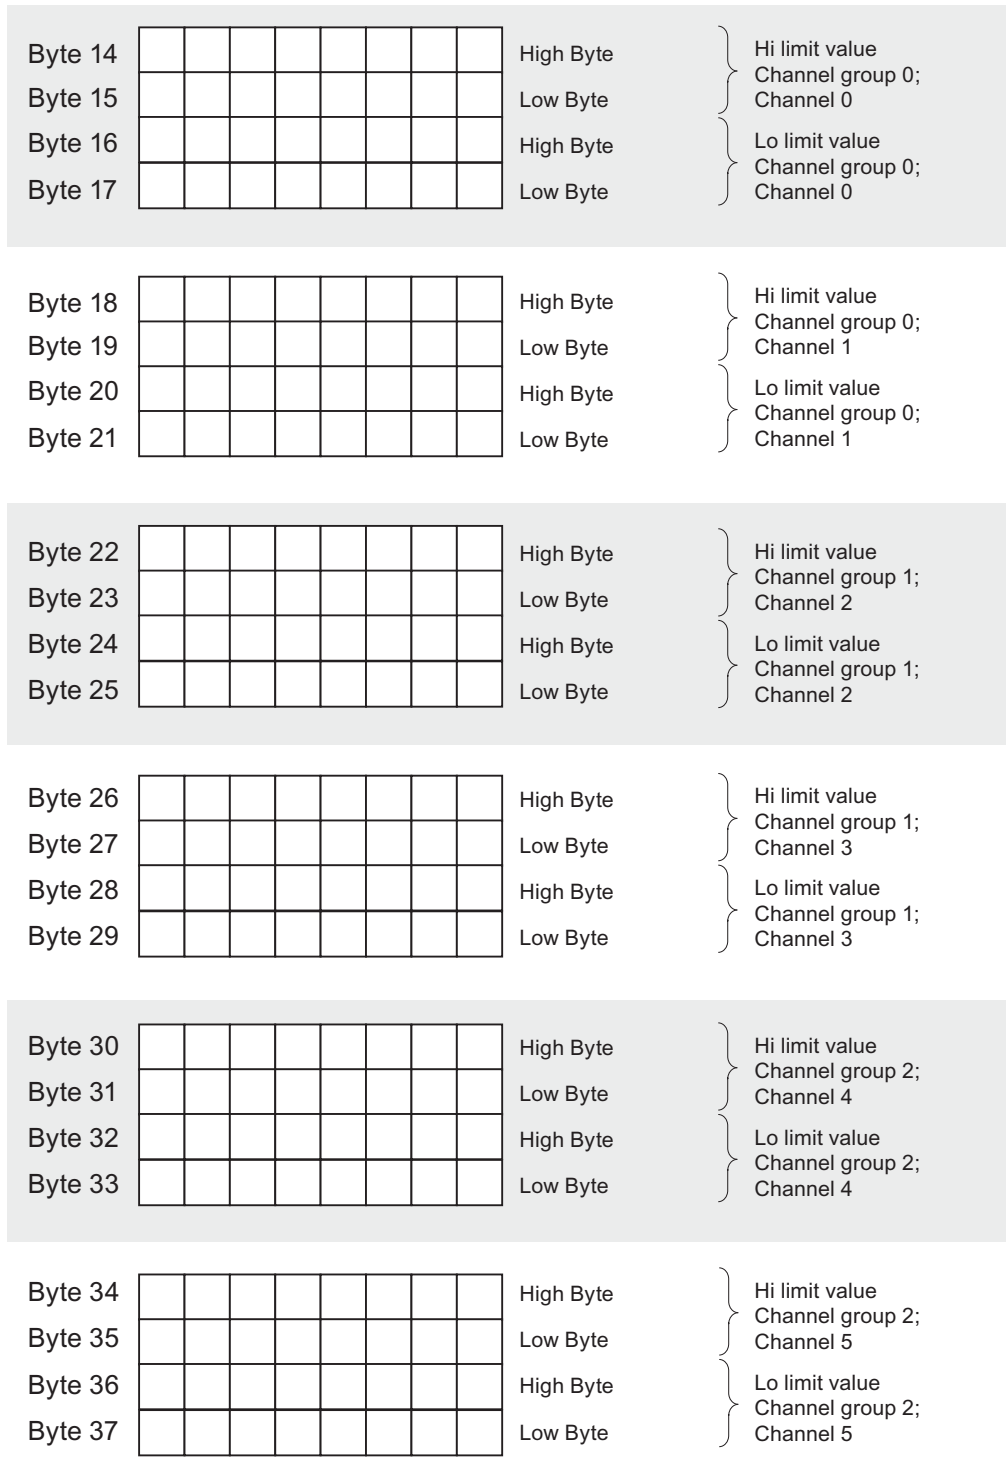 Byte 14 High Byte Hi limit value
Channel group 0;
Byte 15 Low Byte Channel 0
Byte 16 High Byte Lo limit value
Channel group 0;
Byte 17 Low Byte Channel 0
Byte 18 High Byte Hi limit value
Channel group 0;
Byte 19 Low Byte Channel 1
Byte 20 High Byte Lo limit value
Channel group 0;
Byte 21 Low Byte Channel 1
Byte 22 High Byte Hi limit value
Channel group 1;
Byte 23 Low Byte Channel 2
Byte 24 High Byte Lo limit value
Channel group 1;
Byte 25 Low Byte Channel 2
Byte 26 High Byte Hi limit value
Channel group 1;
Byte 27 Low Byte Channel 3
Byte 28 High Byte Lo limit value
Channel group 1;
Byte 29 Low Byte Channel 3
Byte 30 High Byte Hi limit value
Channel group 2;
Byte 31 Low Byte Channel 4
Byte 32 High Byte Lo limit value
Channel group 2;
Byte 33 Low Byte Channel 4
Byte 34 High Byte Hi limit value
Channel group 2;
Byte 35 Low Byte Channel 5
Byte 36 High Byte Lo limit value
Channel group 2;
Byte 37 Low Byte Channel 5